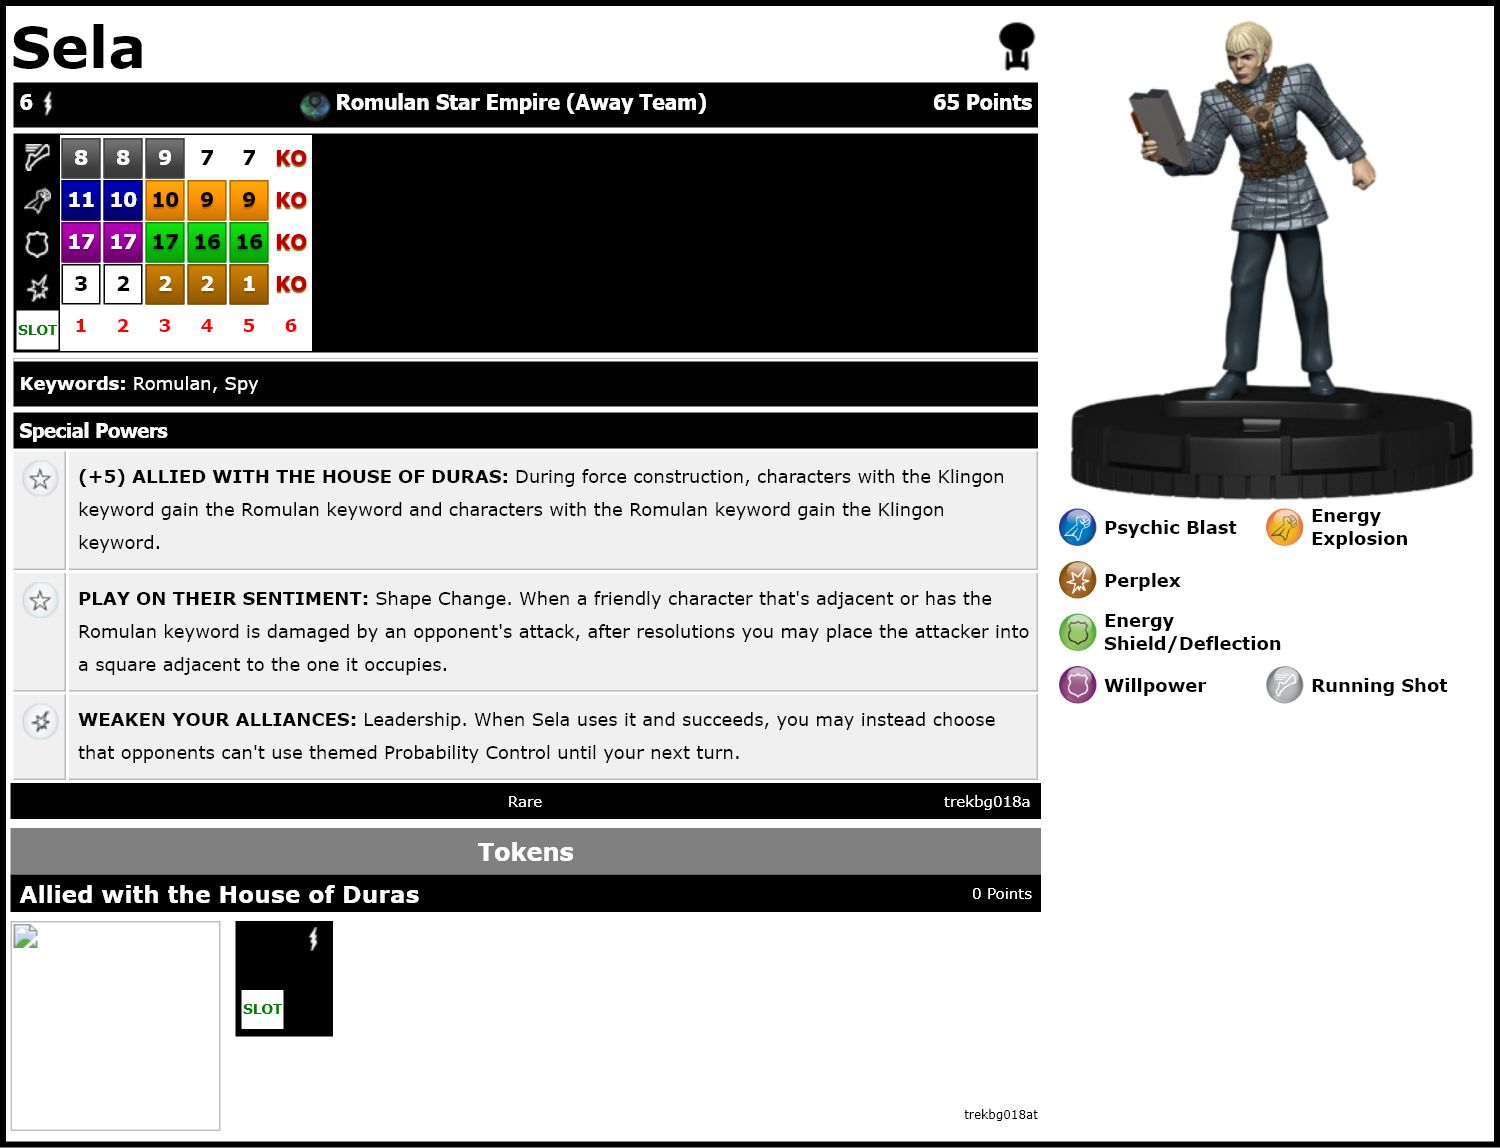 Sela
6 Romulan Star Empire (Away Team) 65 Points
8 8 9 7 7 KO
11 10 10 9 9 KO
17 17 17 16 16 KO
3 2 2 2 1 KO
SLOT 1 2 3 4 5 6
Keywords: Romulan, Spy
Special Powers
(+5) ALLIED WITH THE HOUSE OF DURAS: During force construction, characters with the Klingon
keyword gain the Romulan keyword and characters with the Romulan keyword gain the Klingon
keyword.
PLAY ON THEIR SENTIMENT: Shape Change. When a friendly character that's adjacent or has the
Romulan keyword is damaged by an opponent's attack, after resolutions you may place the attacker into
a square adjacent to the one it occupies.
WEAKEN YOUR ALLIANCES: Leadership. When Sela uses it and succeeds, you may instead choose
that opponents can't use themed Probability Control until your next turn.
Rare trekbg018a
Tokens
Allied with the House of Duras 0 Points
SLOT
trekbg018at
Psychic Blast
Energy
Explosion
Perplex
Energy
Shield/Deflection
Willpower
Running Shot